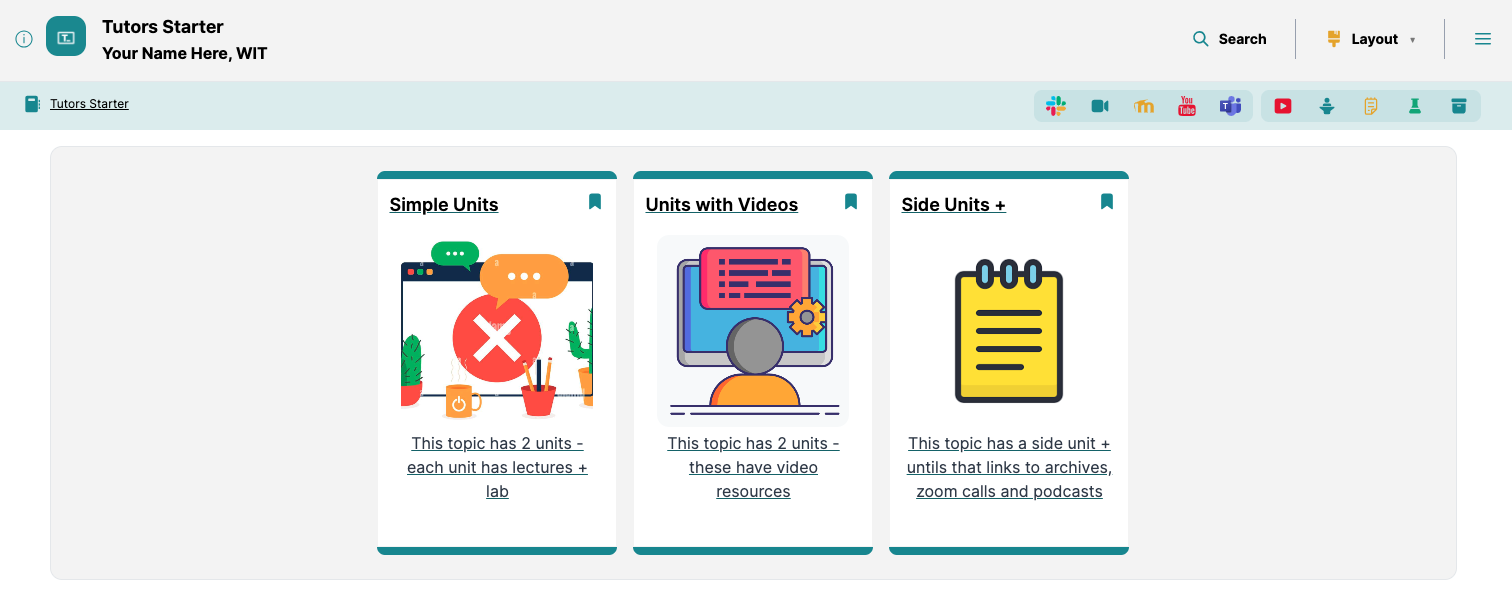 Tutors Starter
Your Name Here, WIT
Search
Layout
Tutors Starter
You
Tube
T
Simple Units
This topic has 2 units -
each unit has lectures +
lab
Units with Videos
This topic has 2 units -
these have video
resources
Side Units +
This topic has a side unit +
untils that links to archives,
zoom calls and podcasts